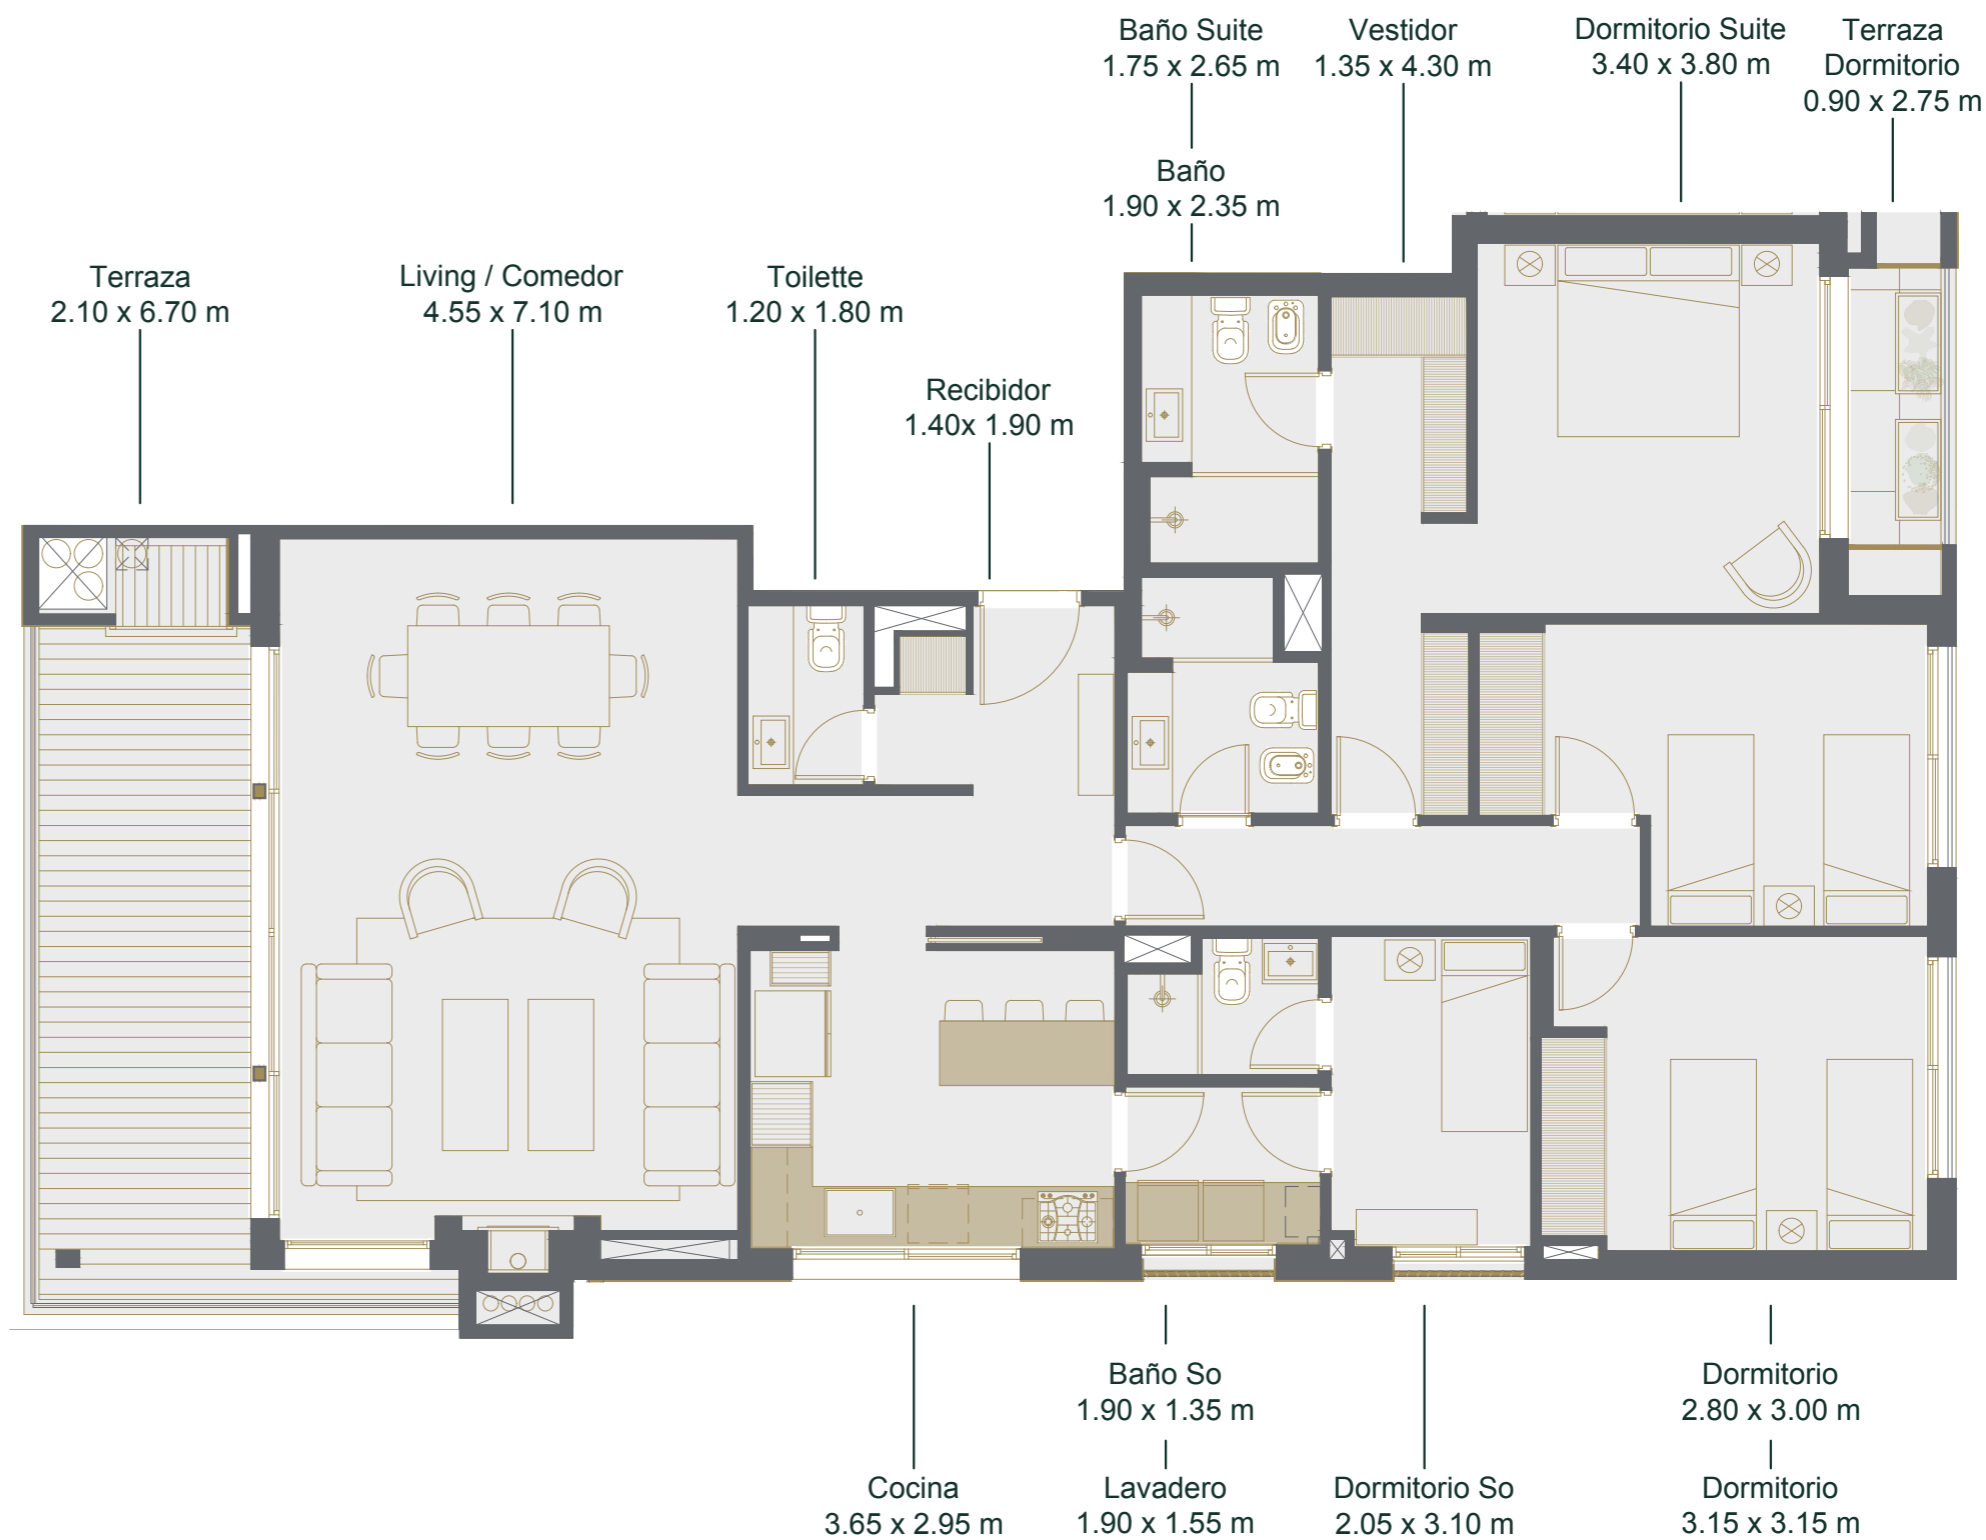 Baño Suite
1.75 x 2.65 m
Baño
1.90 x 2.35 m
Vestidor
1.35 x 4.30 m
Dormitorio Suite
3.40 x 3.80 m
Terraza
Dormitorio
0.90 x 2.75 m
Terraza
2.10 x 6.70 m
Living / Comedor
4.55 x 7.10 m
Toilette
1.20 x 1.80 m
Recibidor
1.40x 1.90 m
Cocina
3.65 x 2.95 m
Baño So
1.90 x 1.35 m
Lavadero
1.90 x 1.55 m
Dormitorio So
2.05 x 3.10 m
Dormitorio
2.80 x 3.00 m
Dormitorio
3.15 x 3.15 m